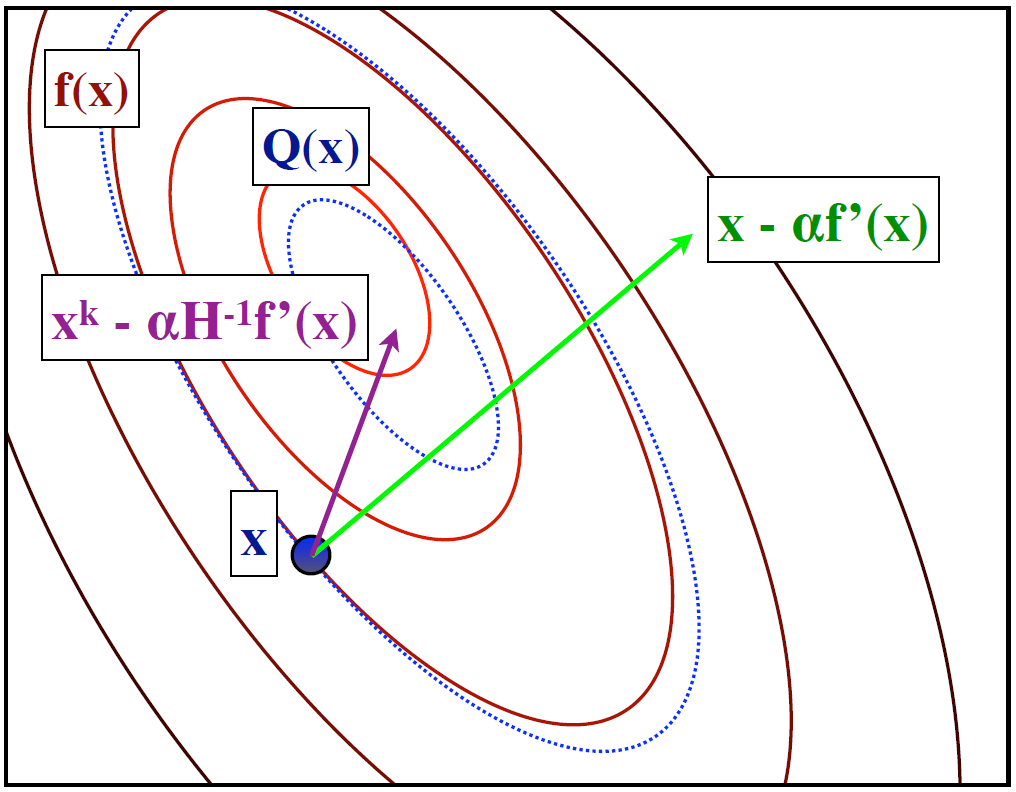 f(x)
Q(x)
x - αf’(x)
xᵏ - αH⁻¹f’(x)
x